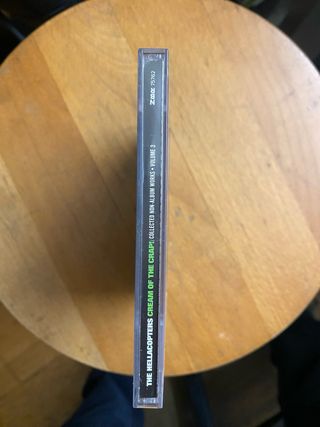 THE HELLACOPTERS CREAM OF THE CRAP! COLLECTED NON-ALBUM WORKS • VOLUME 2